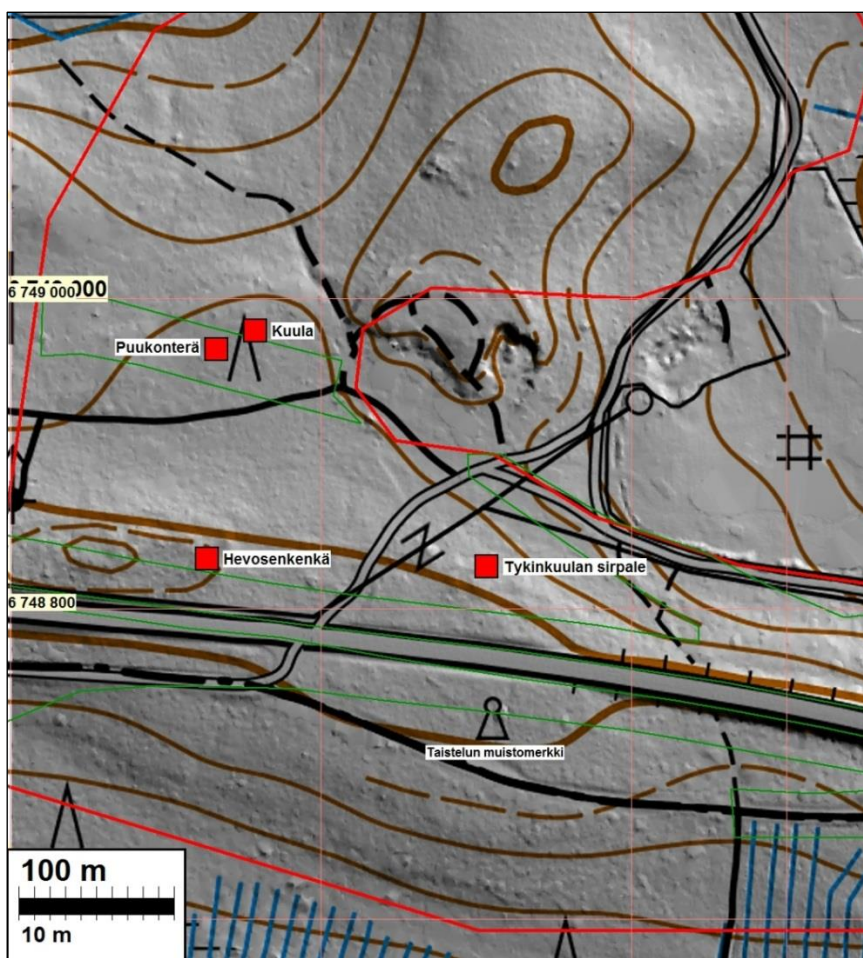 6 749 000
Kuula
Puukonterä
Hevosenkenkä
Tykinkuulan sirpale
6 748 800
Taistelun muistomerkki
100 m
10 m